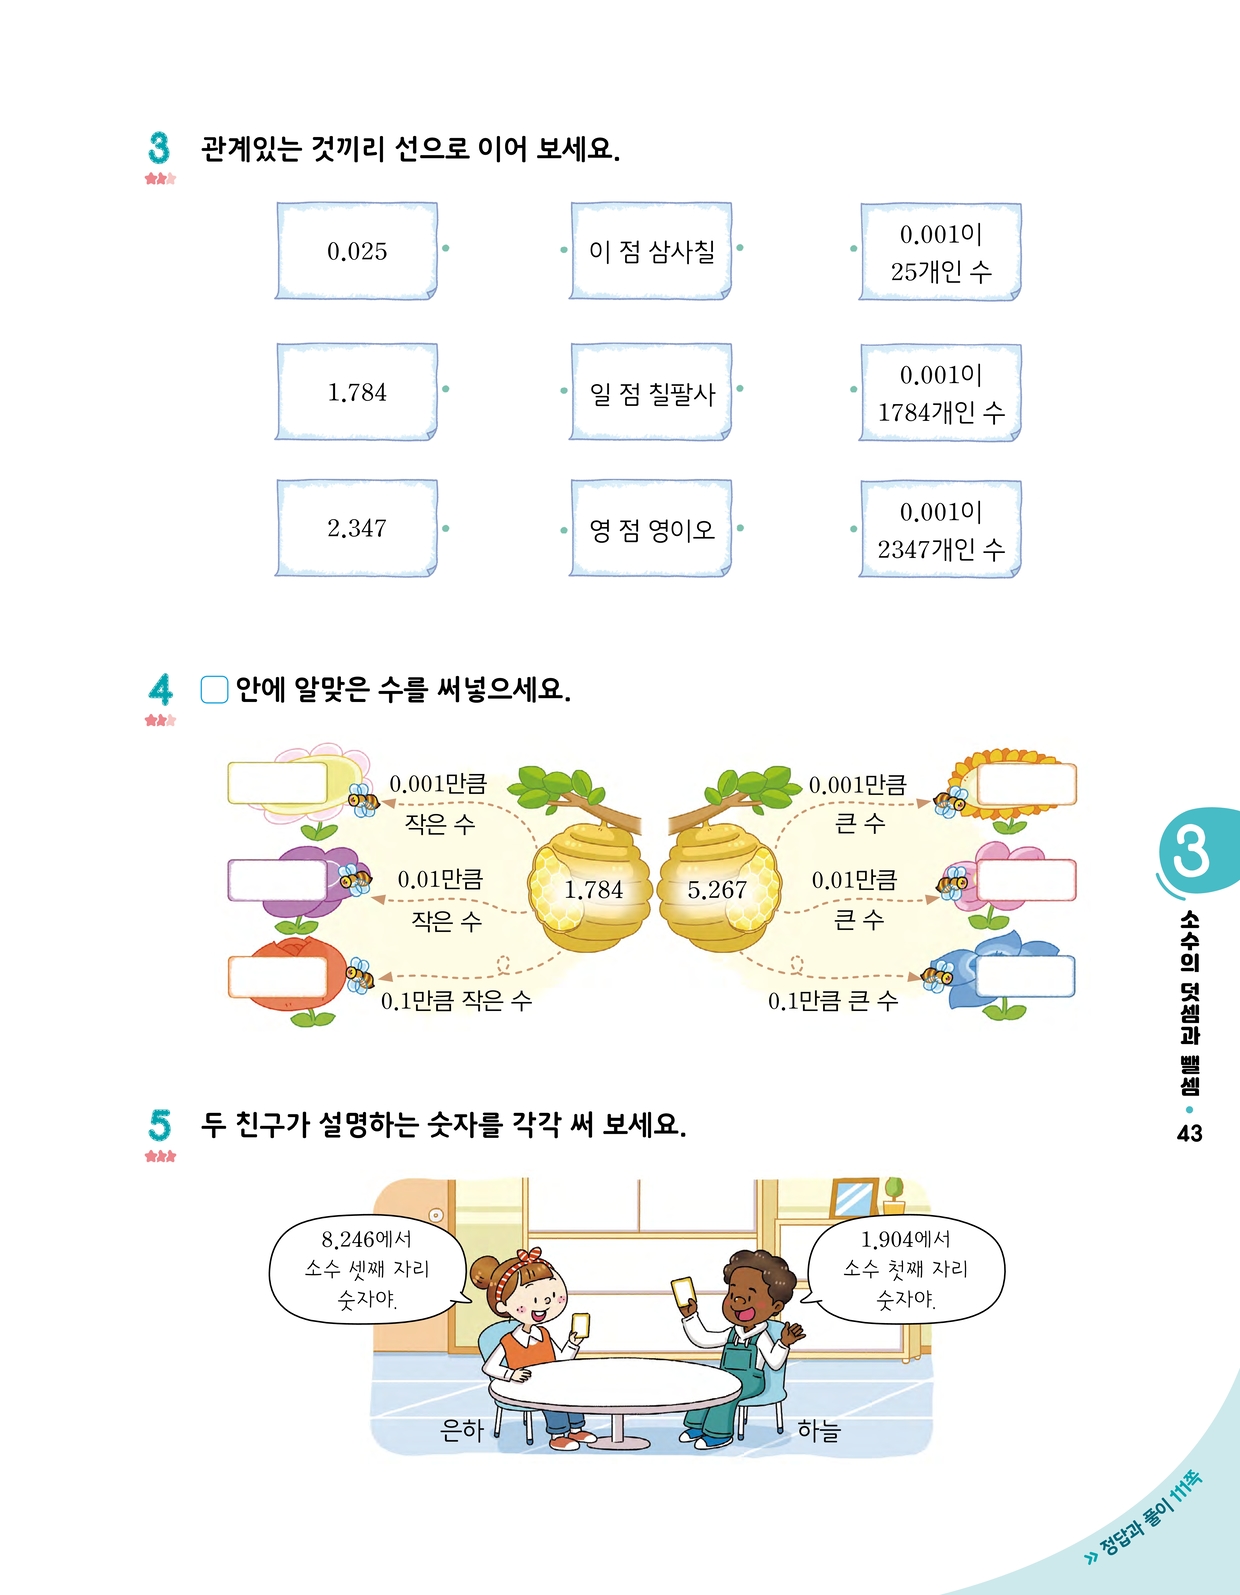 3 관계있는 것끼리 선으로 이어 보세요.
0.025
이 점 삼사칠
0.001이
25개인 수
1.784
일 점 칠팔사
0.001이
1784개인 수
2.347
영 점 영이오
0.001이
2347개인 수
4 □ 안에 알맞은 수를 써넣으세요.
0.001만큼
작은 수
0.01만큼
작은 수
0.1만큼 작은 수
1.784
5.267
0.001만큼
큰 수
0.01만큼
큰 수
0.1만큼 큰 수
5 두 친구가 설명하는 숫자를 각각 써 보세요.
8.246에서
소수 셋째 자리
숫자야.
1.904에서
소수 첫째 자리
숫자야.
은하
하늘
3
소수의 덧셈과 뺄셈
43
» 정답과 풀이 111쪽